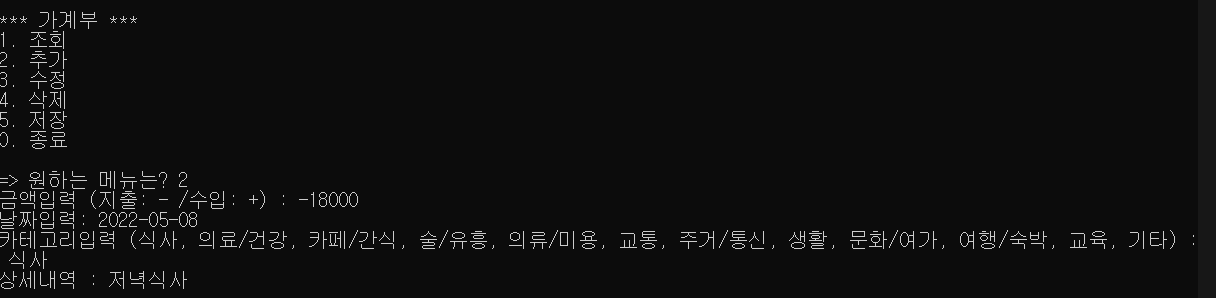 *** 가계부 ***
1. 조회
2. 추가
3. 수정
4. 삭제
5. 저장
0. 종료
=> 원하는 메뉴는? 2
금액입력 (지출: - /수입: +) : -18000
날짜입력: 2022-05-08
카테고리입력 (식사, 의료/건강, 카페/간식, 술/유흥, 의류/미용, 교통, 주거/통신, 생활, 문화/여가, 여행/숙박, 교육, 기타) :
식사
상세내역 : 저녁식사